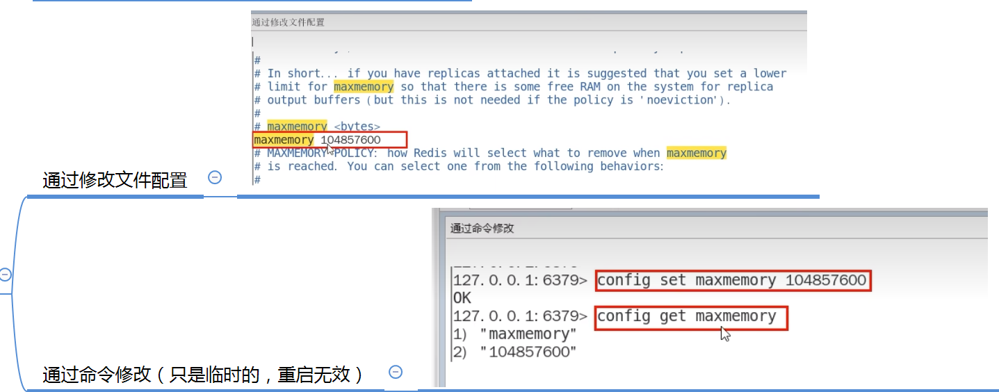 通过修改文件配置
#
# In short... if you have replicas attached it is suggested that you set a lower
# limit for maxmemory so that there is some free RAM on the system for replica
# output buffers (but this is not needed if the policy is 'noeviction').
#
# maxmemory <bytes>
maxmemory 104857600
# MAXMEMORY POLICY: how Redis will select what to remove when maxmemory
# is reached. You can select one from the following behaviors:
#
通过修改文件配置
通过命令修改
127.0.0.1:6379> config set maxmemory 104857600
OK
127.0.0.1:6379> config get maxmemory
1) "maxmemory"
2) "104857600"
通过命令修改（只是临时的，重启无效）